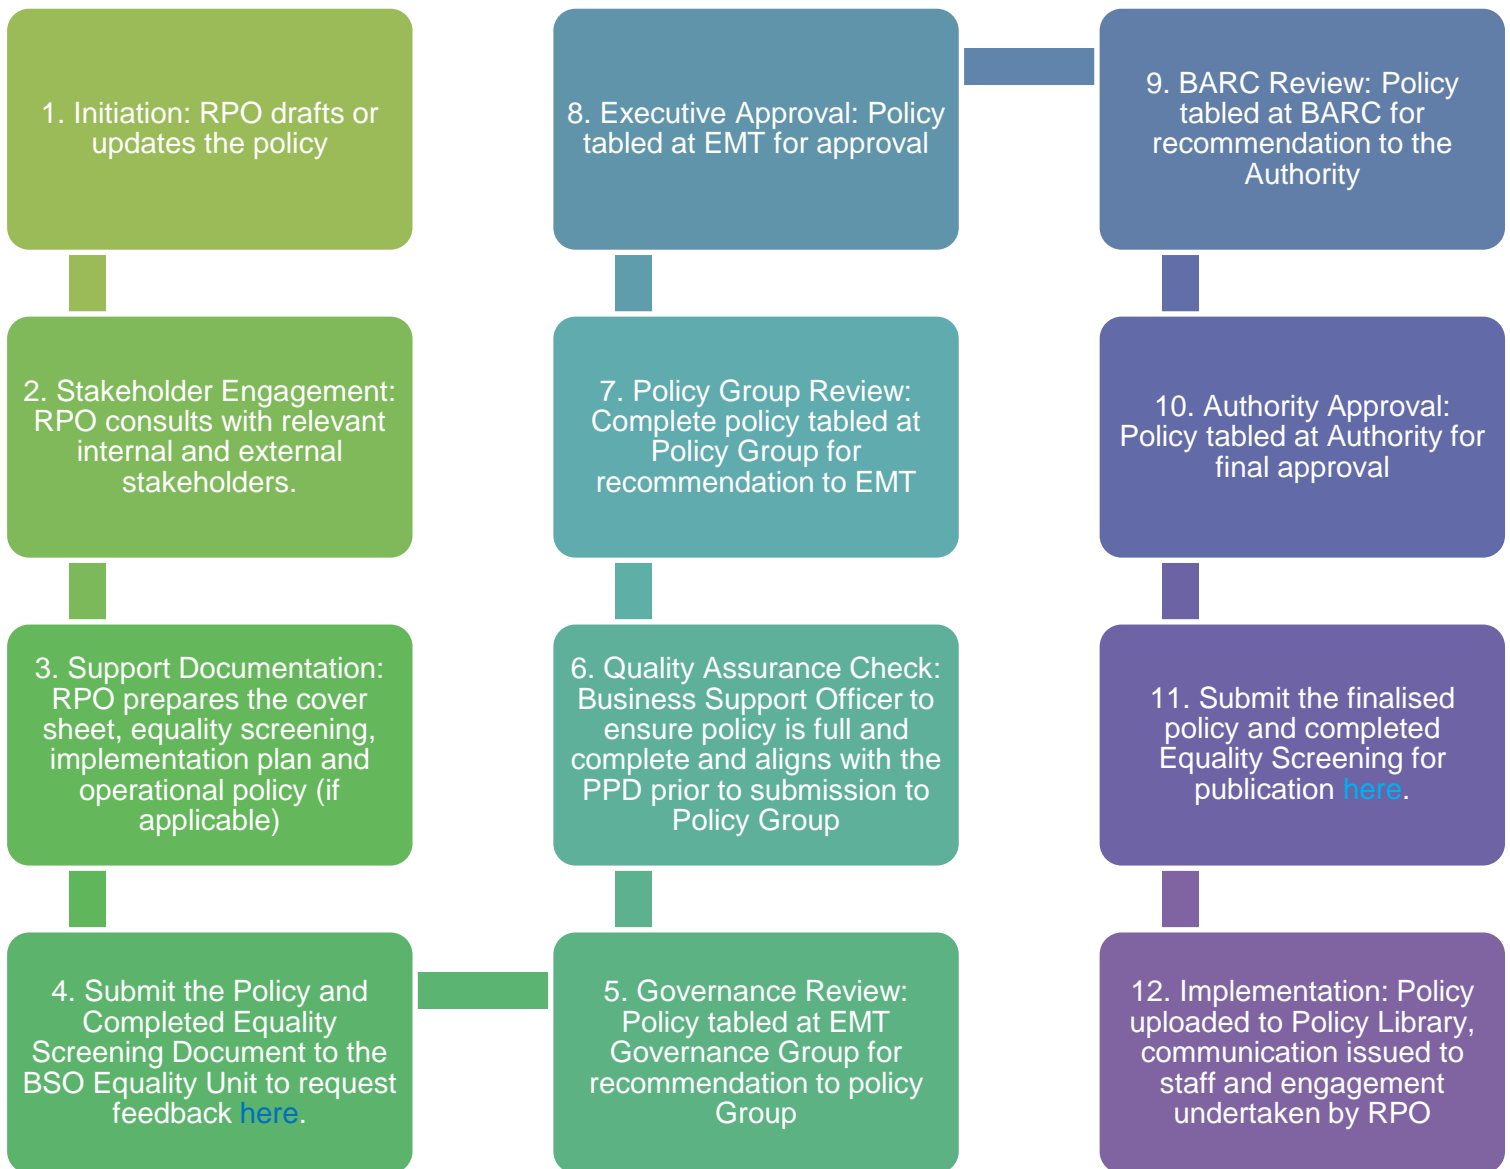 1. Initiation: RPO drafts or
updates the policy
2. Stakeholder Engagement:
RPO consults with relevant
internal and external
stakeholders.
3. Support Documentation:
RPO prepares the cover
sheet, equality screening,
implementation plan and
operational policy (if
applicable)
4. Submit the Policy and
Completed Equality
Screening Document to the
BSO Equality Unit to request
feedback here.
5. Governance Review:
Policy tabled at EMT
Governance Group for
recommendation to policy
Group
6. Quality Assurance Check:
Business Support Officer to
ensure policy is full and
complete and aligns with the
PPD prior to submission to
Policy Group
7. Policy Group Review:
Complete policy tabled at
Policy Group for
recommendation to EMT
8. Executive Approval: Policy
tabled at EMT for approval
9. BARC Review: Policy
tabled at BARC for
recommendation to the
Authority
10. Authority Approval:
Policy tabled at Authority for
final approval
11. Submit the finalised
policy and completed
Equality Screening for
publication here.
12. Implementation: Policy
uploaded to Policy Library,
communication issued to
staff and engagement
undertaken by RPO